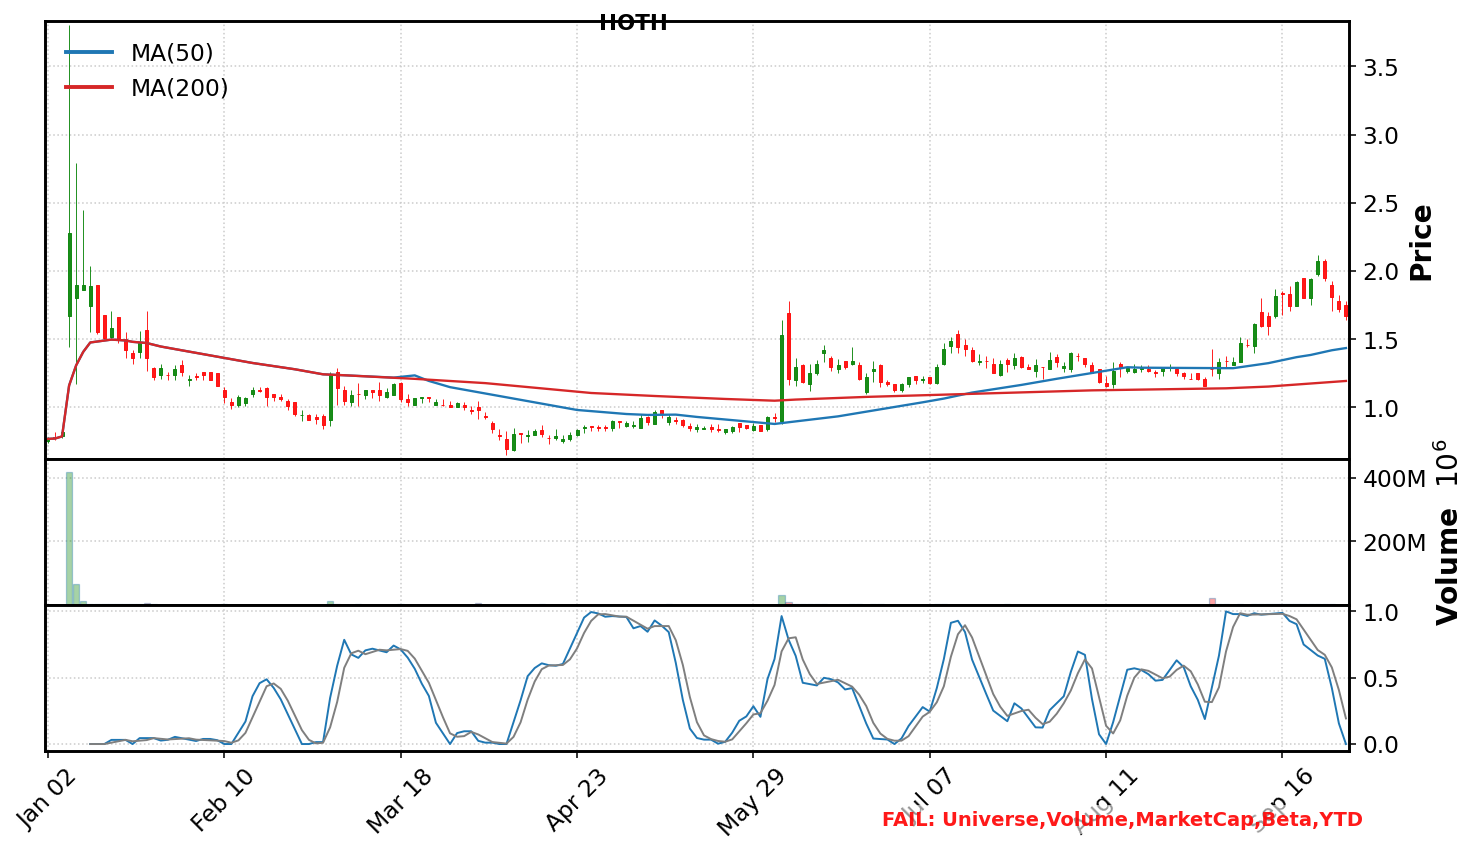 HOTH
MA(50)
MA(200)
3.5
3.0
2.5
2.0
1.5
1.0
Price
400M
200M
Volume 10⁶
1.0
0.5
0.0
Jan 02
Feb 10
Mar 18
Apr 23
May 29
Jul 07
Aug 11
Sep 16
FAIL: Universe,Volume,MarketCap,Beta,YTD